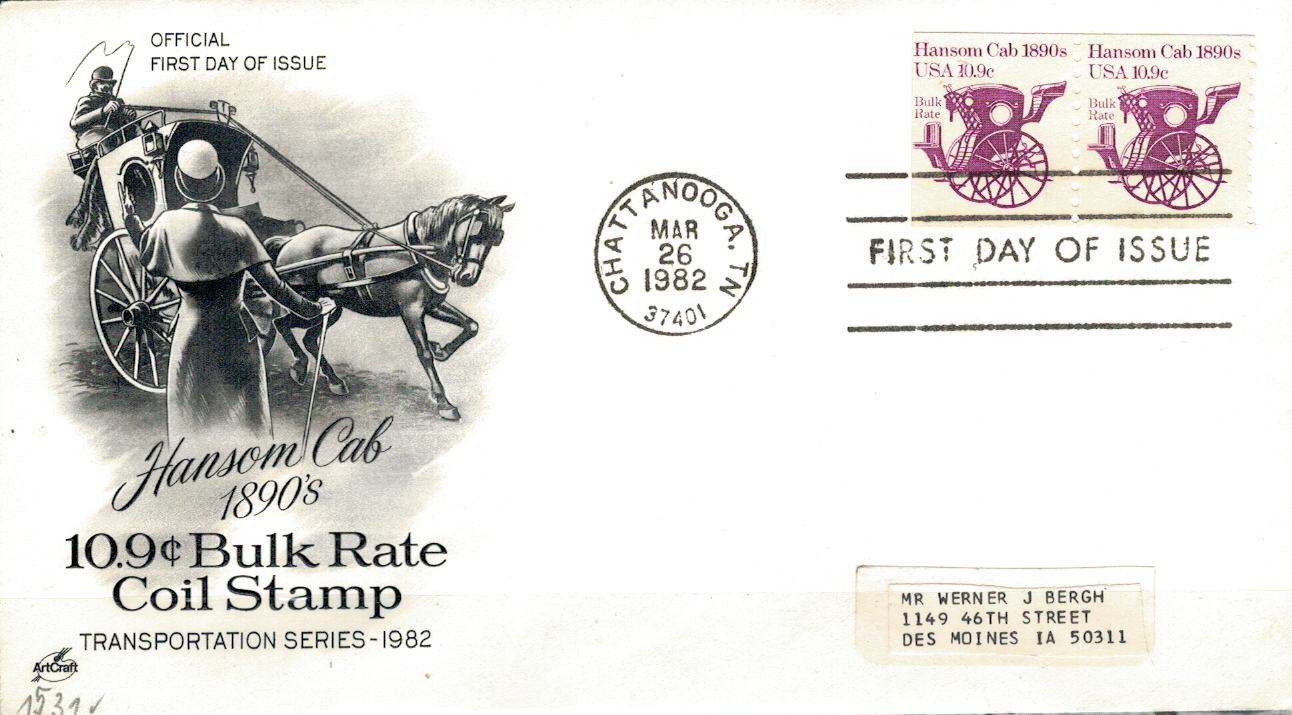 OFFICIAL
FIRST DAY OF ISSUE
Hansom Cab 1890s
USA 10.9c
Bulk
Rate
Hansom Cab 1890s
USA 10.9c
Bulk
Rate
CHATTANOOGA, TN
MAR
26
1982
37401
FIRST DAY OF ISSUE
Hansom Cab
1890's
10.9¢ Bulk Rate
Coil Stamp
TRANSPORTATION SERIES-1982
ArtCraft
1531
MR WERNER J BERGH
1149 46TH STREET
DES MOINES IA 50311